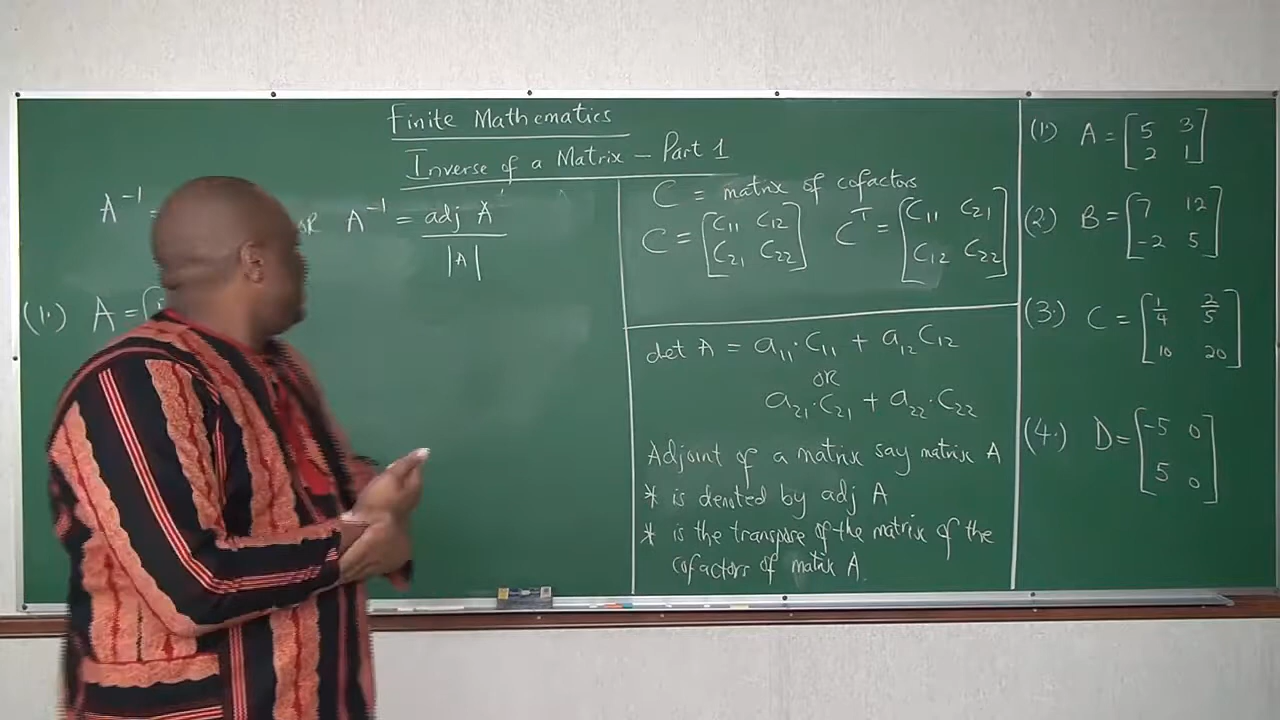 Finite Mathematics
Inverse of a Matrix – Part 1
A⁻¹ = OR A⁻¹ = adj A / |A|
(1.) A = [
C = matrix of cofactors
C = [C₁₁ C₁₂; C₂₁ C₂₂] Cᵀ = [C₁₁ C₂₁; C₁₂ C₂₂]
det A = a₁₁·C₁₁ + a₁₂C₁₂
OR
a₂₁·C₂₁ + a₂₂·C₂₂
Adjoint of a matrix say matrix A
* is denoted by adj A
* is the transpose of the matrix of the
cofactors of matrix A.
(1.) A = [5 3; 2 1]
(2) B = [7 12; -2 5]
(3.) C = [1/4 2/5; 10 20]
(4.) D = [-5 0; 5 0]